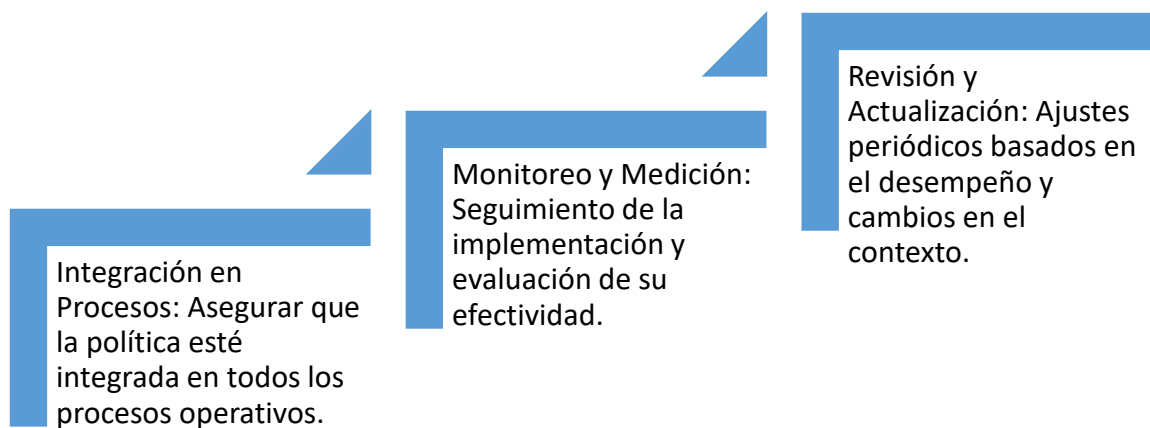 Integración en
Procesos: Asegurar que
la política esté
integrada en todos los
procesos operativos.
Monitoreo y Medición:
Seguimiento de la
implementación y
evaluación de su
efectividad.
Revisión y
Actualización: Ajustes
periódicos basados en
el desempeño y
cambios en el
contexto.